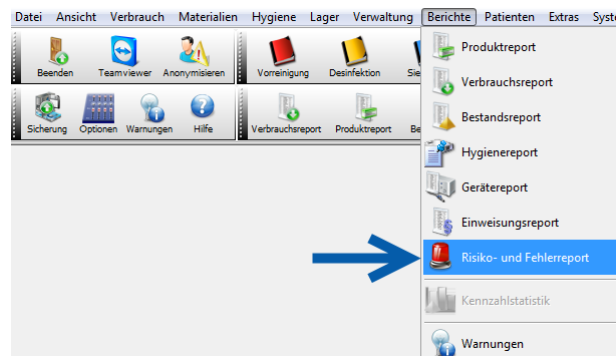 Datei Ansicht Verbrauch Materialien Hygiene Lager Verwaltung Berichte Patienten Extras
Beenden Teamviewer Anonymisieren Vorreinigung Desinfektion
Sicherung Optionen Warnungen Hilfe Verbrauchsreport Produktreport
Produktreport
Verbrauchsreport
Bestandsreport
Hygienereport
Gerätereport
Einweisungsreport
Risiko- und Fehlerreport
Kennzahlstatistik
Warnungen